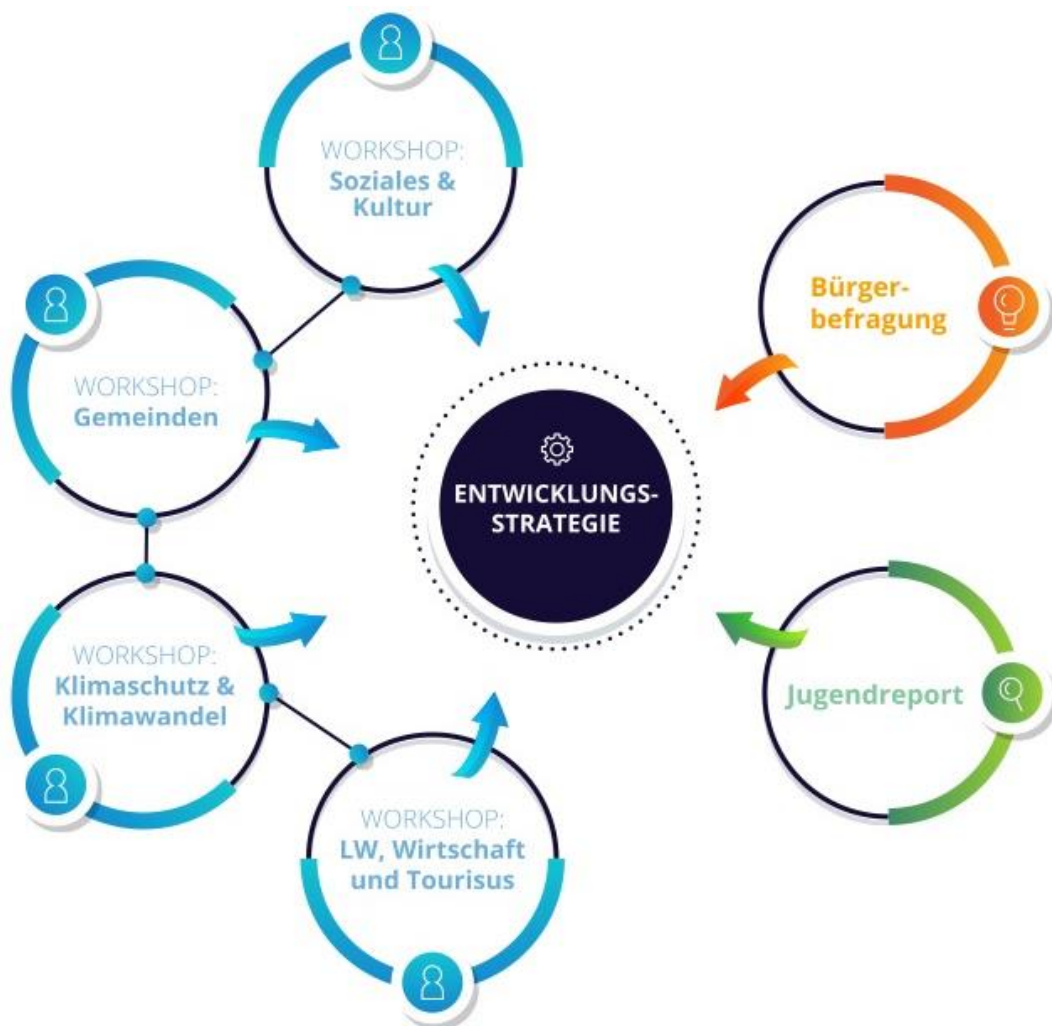 WORKSHOP:
Soziales &
Kultur
WORKSHOP:
Gemeinden
WORKSHOP:
Klimaschutz &
Klimawandel
WORKSHOP:
LW, Wirtschaft
und Tourisus
ENTWICKLUNGS-
STRATEGIE
Bürger-
befragung
Jugendreport